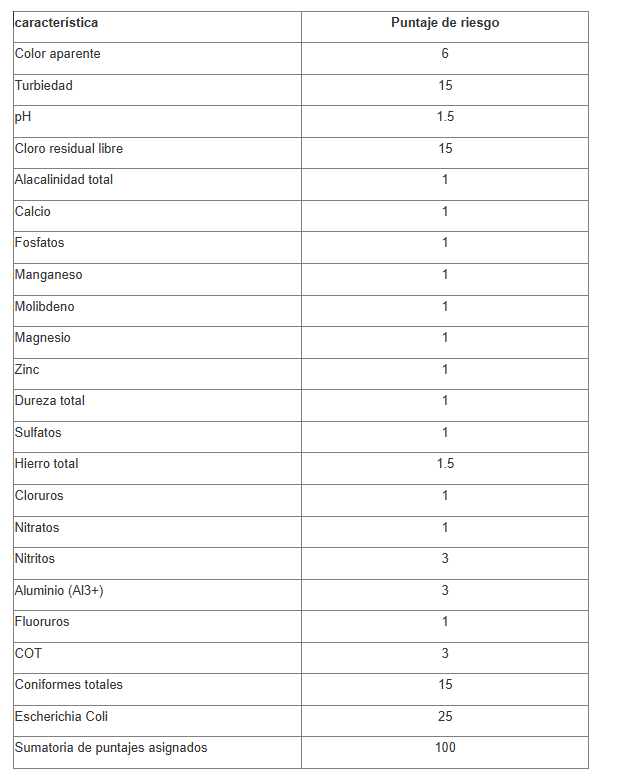 característica Puntaje de riesgo
Color aparente 6
Turbiedad 15
pH 1.5
Cloro residual libre 15
Alacalinidad total 1
Calcio 1
Fosfatos 1
Manganeso 1
Molibdeno 1
Magnesio 1
Zinc 1
Dureza total 1
Sulfatos 1
Hierro total 1.5
Cloruros 1
Nitratos 1
Nitritos 3
Aluminio (Al3+) 3
Fluoruros 1
COT 3
Coniformes totales 15
Escherichia Coli 25
Sumatoria de puntajes asignados 100